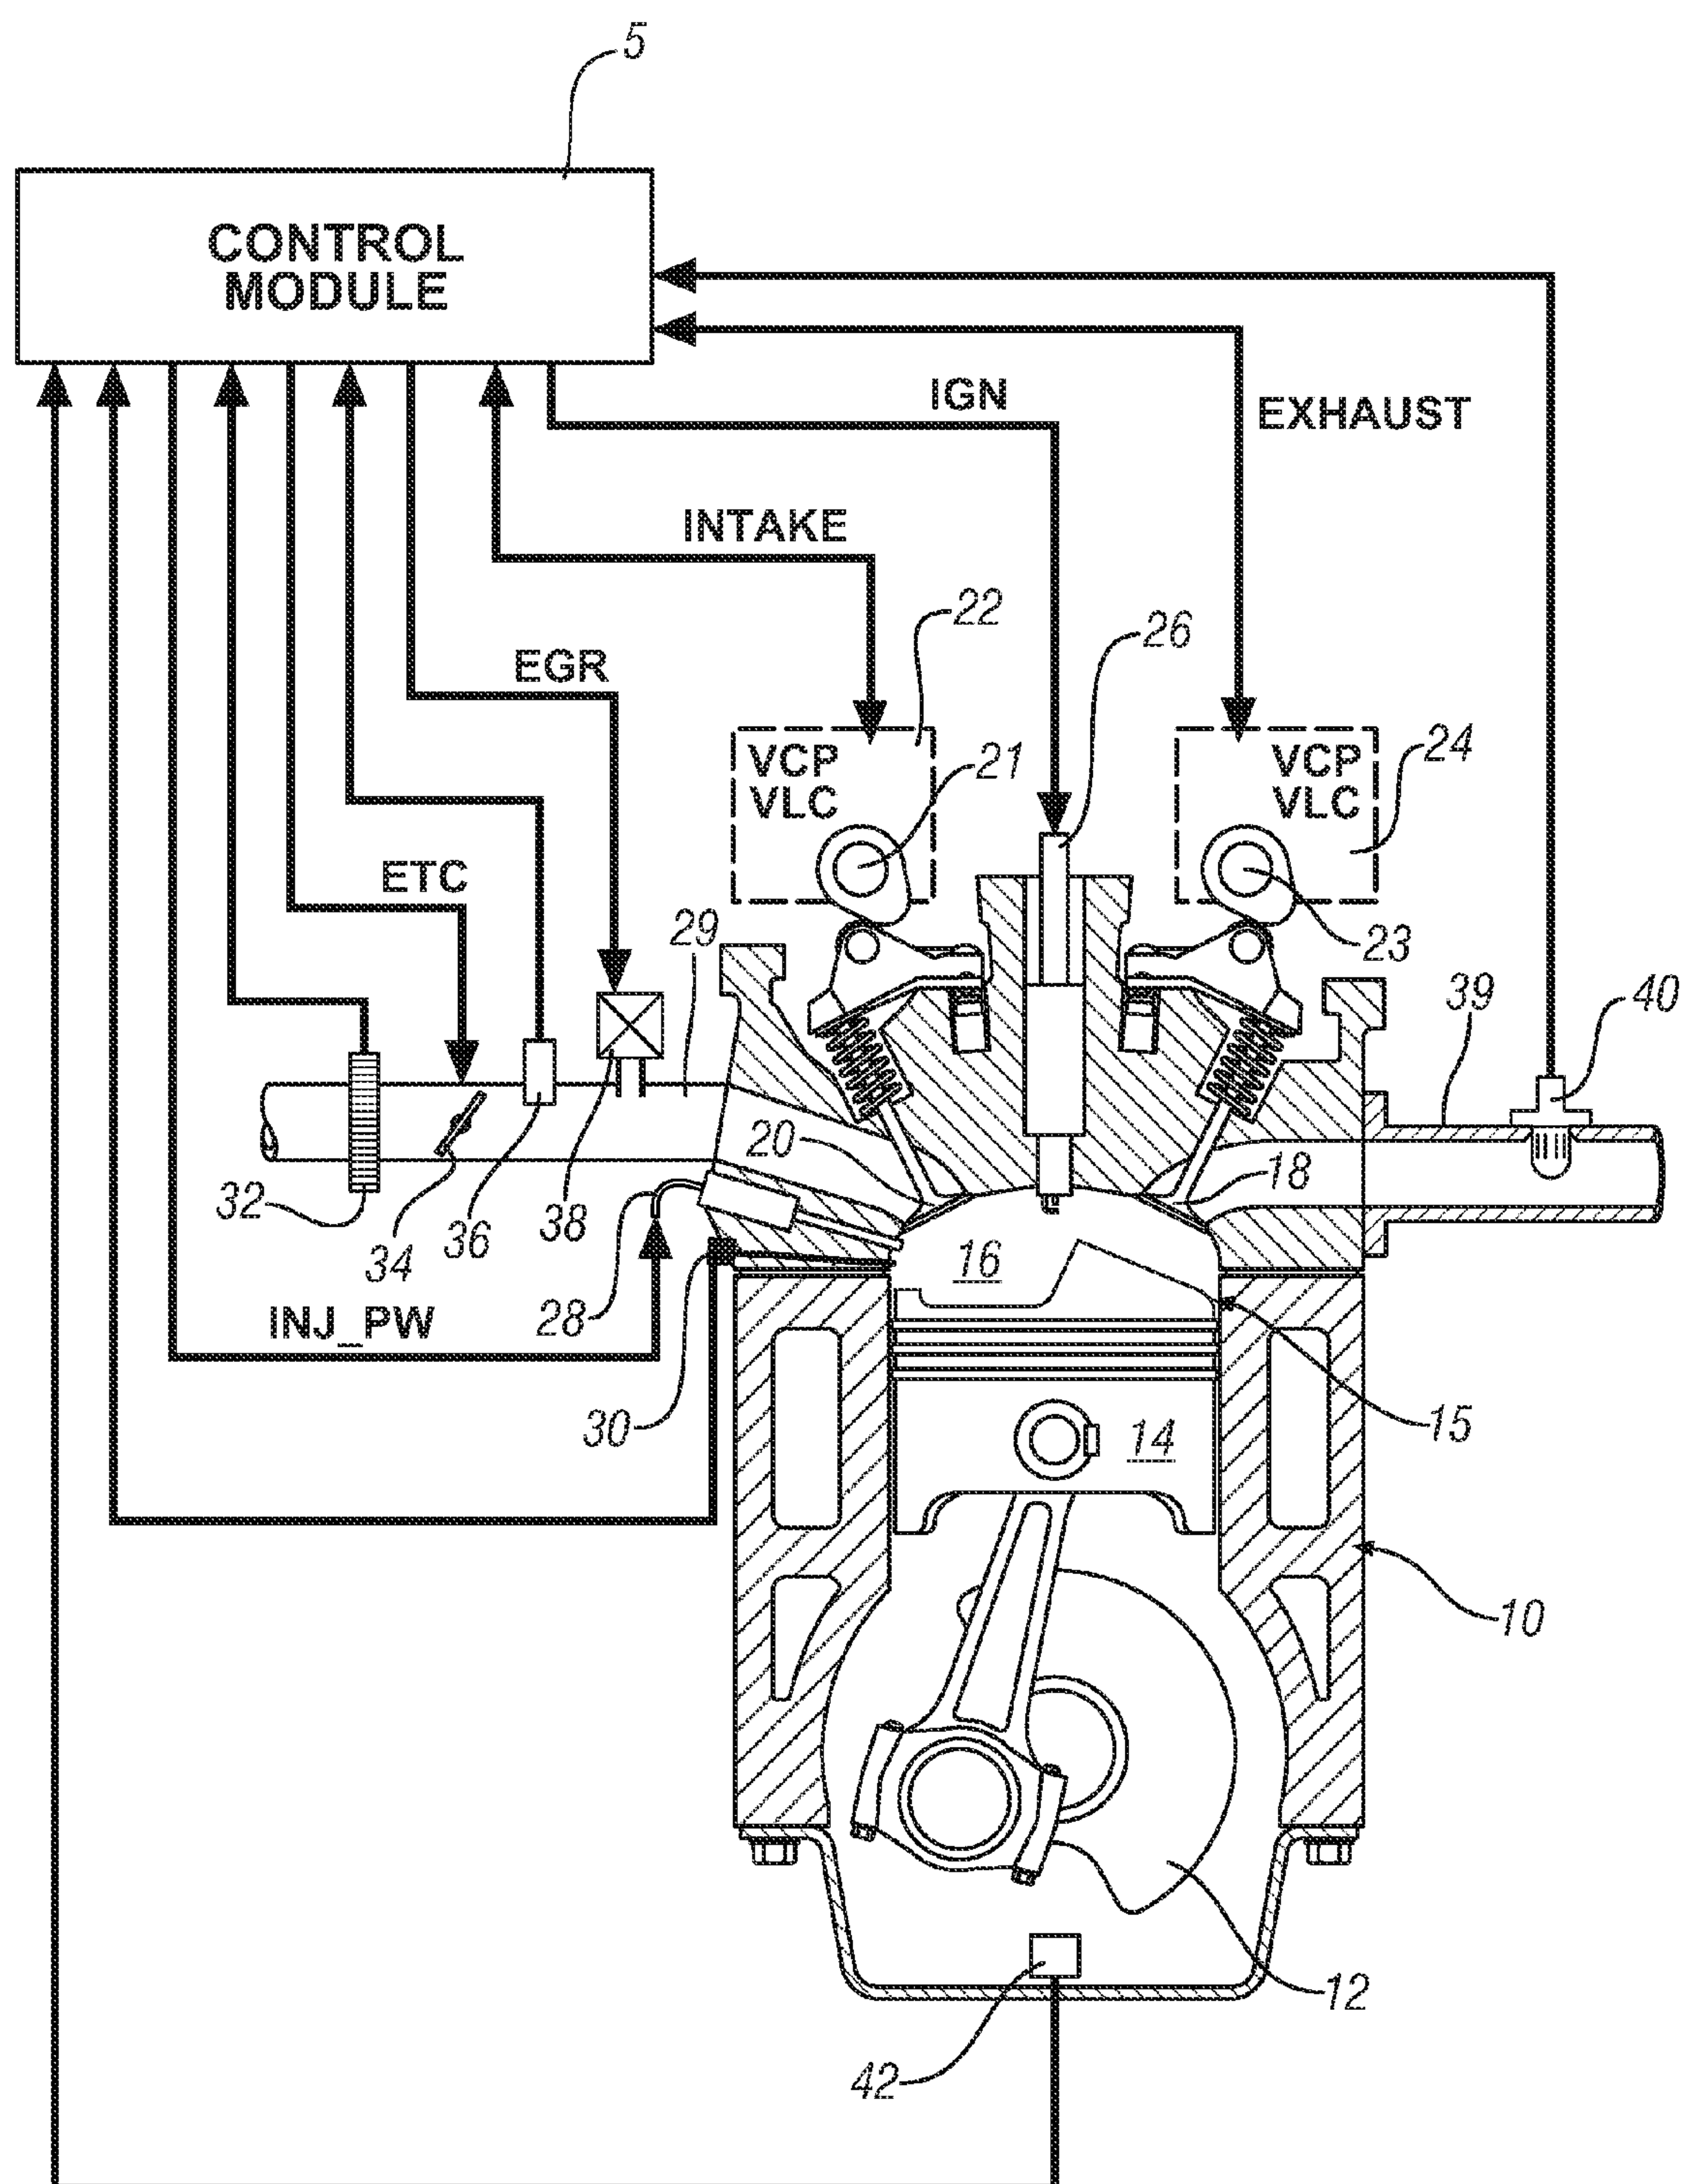 5
CONTROL
MODULE
IGN
EXHAUST
INTAKE
22
26
EGR
VCP
VLC
21
VCP
VLC
24
ETC
29
23
39
40
20
18
32
34
36
38
28
16
INJ_PW
30
14
15
10
12
42